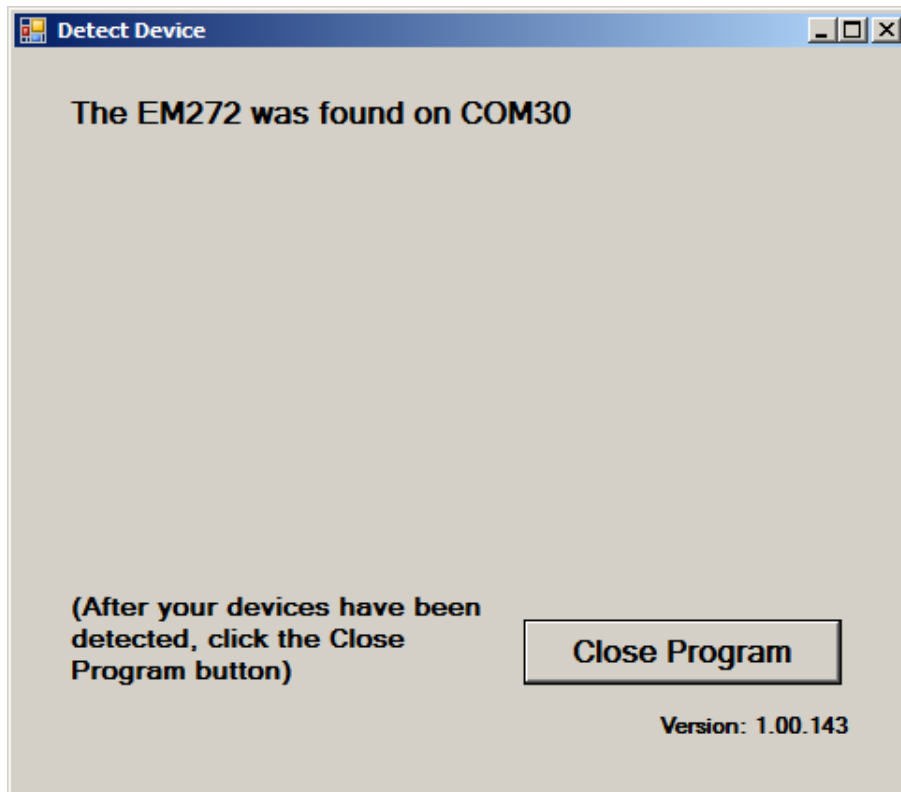 Detect Device
The EM272 was found on COM30
(After your devices have been
detected, click the Close
Program button)
Close Program
Version: 1.00.143